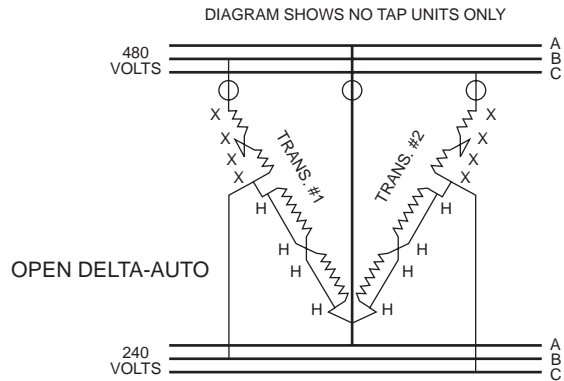 DIAGRAM SHOWS NO TAP UNITS ONLY
480
VOLTS
A
B
C
X
X
X
X
X
X
X
X
TRANS. #1
TRANS. #2
H
H
H
H
H
H
H
H
OPEN DELTA-AUTO
240
VOLTS
A
B
C